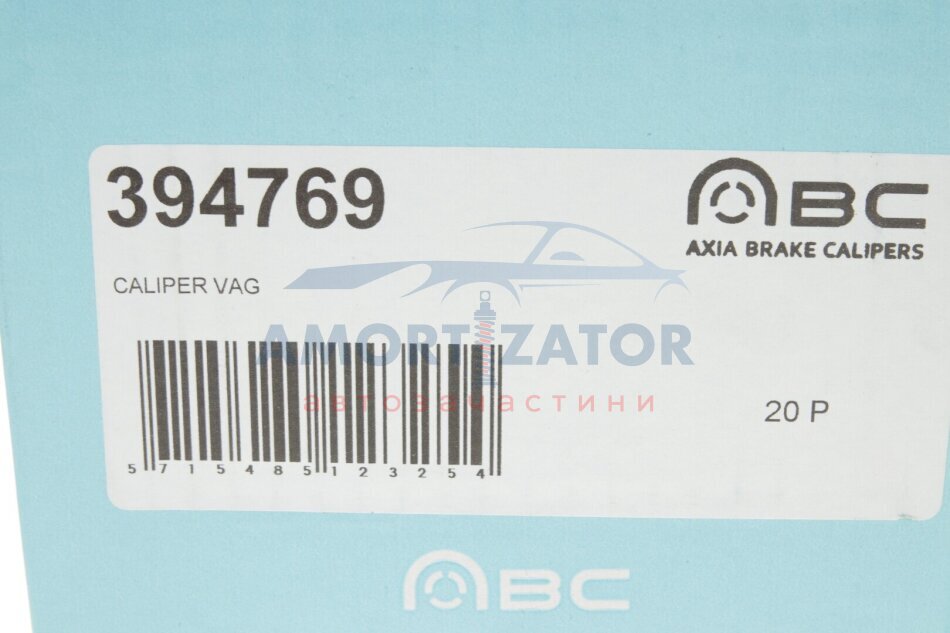 394769
ABC
AXIA BRAKE CALIPERS
CALIPER VAG
AMORTIZATOR
автозапчастини
20 P
5 715485 123254
ABC